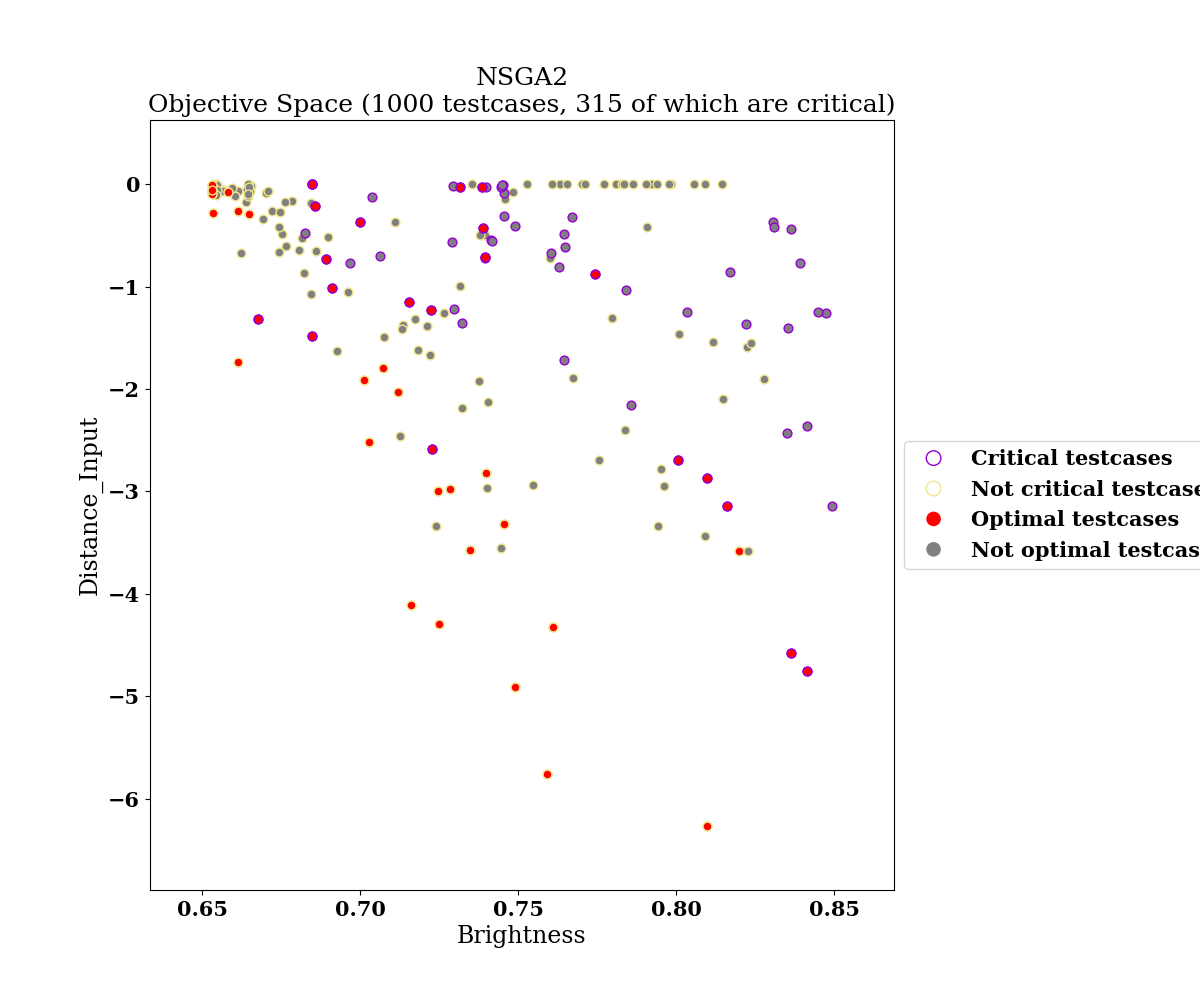 NSGA2
Objective Space (1000 testcases, 315 of which are critical)
0
−1
−2
−3
−4
−5
−6
Distance_Input
0.65 0.70 0.75 0.80 0.85
Brightness
Critical testcases
Not critical testcase
Optimal testcases
Not optimal testcas